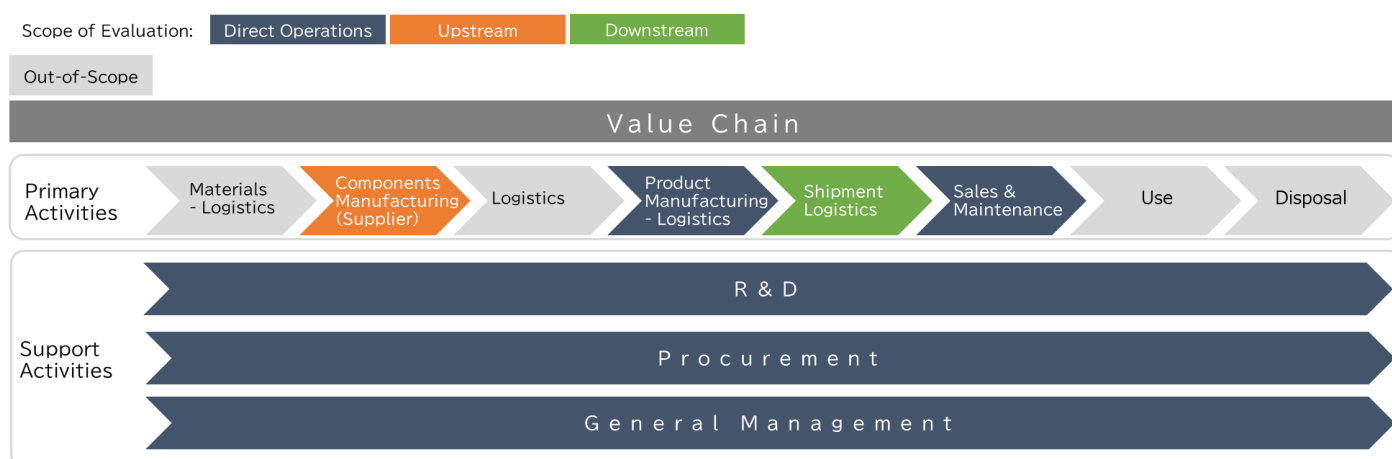 Scope of Evaluation: Direct Operations Upstream Downstream
Out-of-Scope
Value Chain
Primary
Activities
Materials
- Logistics
Components
Manufacturing
(Supplier)
Logistics
Product
Manufacturing
- Logistics
Shipment
Logistics
Sales &
Maintenance
Use
Disposal
Support
Activities
R & D
Procurement
General Management